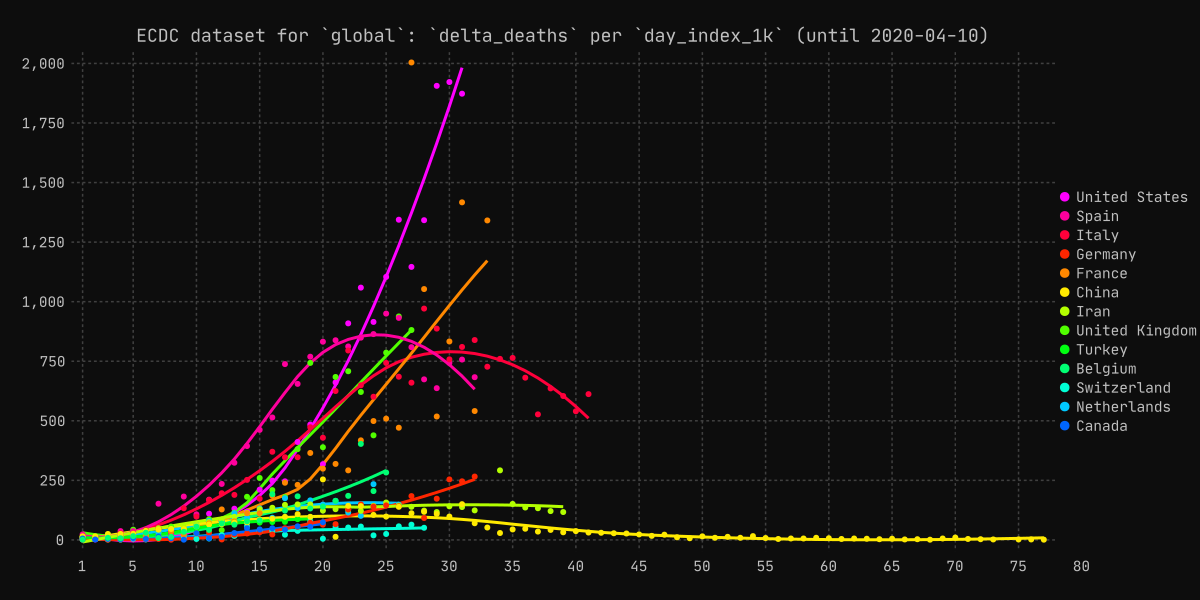 ECDC dataset for `global`: `delta_deaths` per `day_index_1k` (until 2020-04-10)
2,000
1,750
1,500
1,250
1,000
750
500
250
0
1 5 10 15 20 25 30 35 40 45 50 55 60 65 70 75 80
United States
Spain
Italy
Germany
France
China
Iran
United Kingdom
Turkey
Belgium
Switzerland
Netherlands
Canada